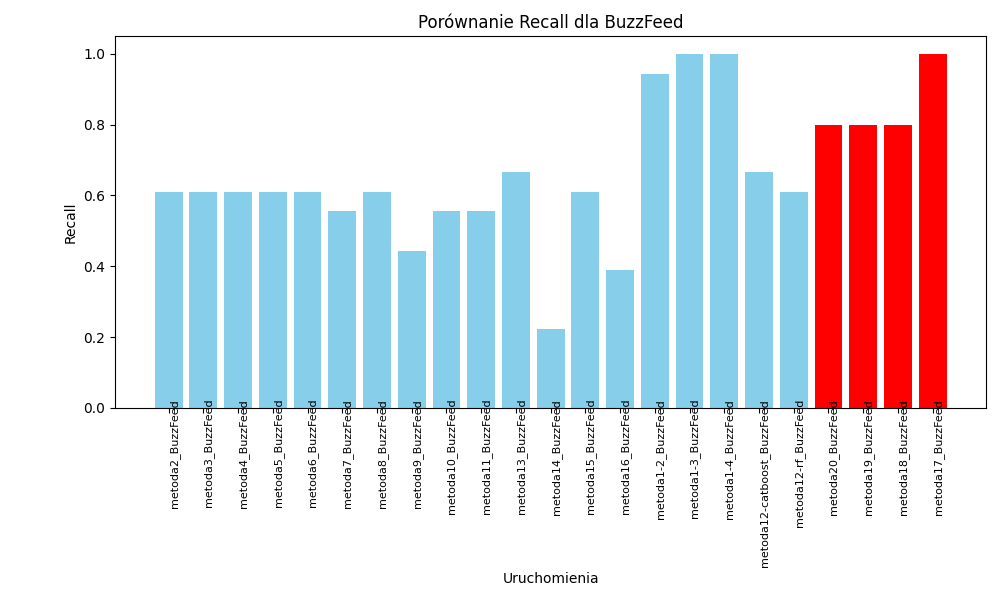 Porównanie Recall dla BuzzFeed
Recall
1.0
0.8
0.6
0.4
0.2
0.0
metoda2_BuzzFeed
metoda3_BuzzFeed
metoda4_BuzzFeed
metoda5_BuzzFeed
metoda6_BuzzFeed
metoda7_BuzzFeed
metoda8_BuzzFeed
metoda9_BuzzFeed
metoda10_BuzzFeed
metoda11_BuzzFeed
metoda13_BuzzFeed
metoda14_BuzzFeed
metoda15_BuzzFeed
metoda16_BuzzFeed
metoda1-2_BuzzFeed
metoda1-3_BuzzFeed
metoda1-4_BuzzFeed
metoda12-catboost_BuzzFeed
metoda12-rf_BuzzFeed
metoda20_BuzzFeed
metoda19_BuzzFeed
metoda18_BuzzFeed
metoda17_BuzzFeed
Uruchomienia